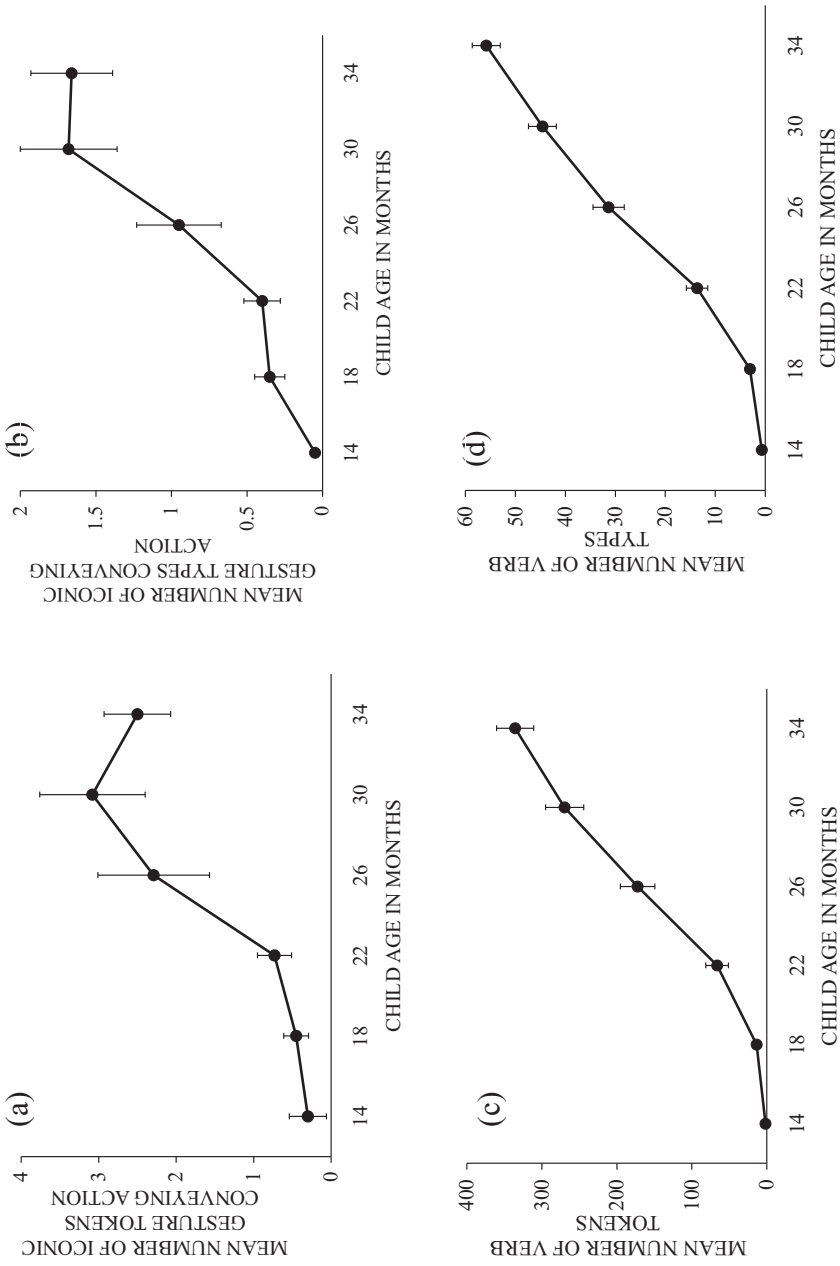 (a)
MEAN NUMBER OF ICONIC
GESTURE TOKENS
CONVEYING ACTION
4
3
2
1
0
14 18 22 26 30 34
CHILD AGE IN MONTHS
(b)
MEAN NUMBER OF ICONIC
GESTURE TYPES CONVEYING
ACTION
2
1.5
1
0.5
0
14 18 22 26 30 34
CHILD AGE IN MONTHS
(c)
MEAN NUMBER OF VERB
TOKENS
400
300
200
100
0
14 18 22 26 30 34
CHILD AGE IN MONTHS
(d)
MEAN NUMBER OF VERB
TYPES
60
50
40
30
20
10
0
14 18 22 26 30 34
CHILD AGE IN MONTHS